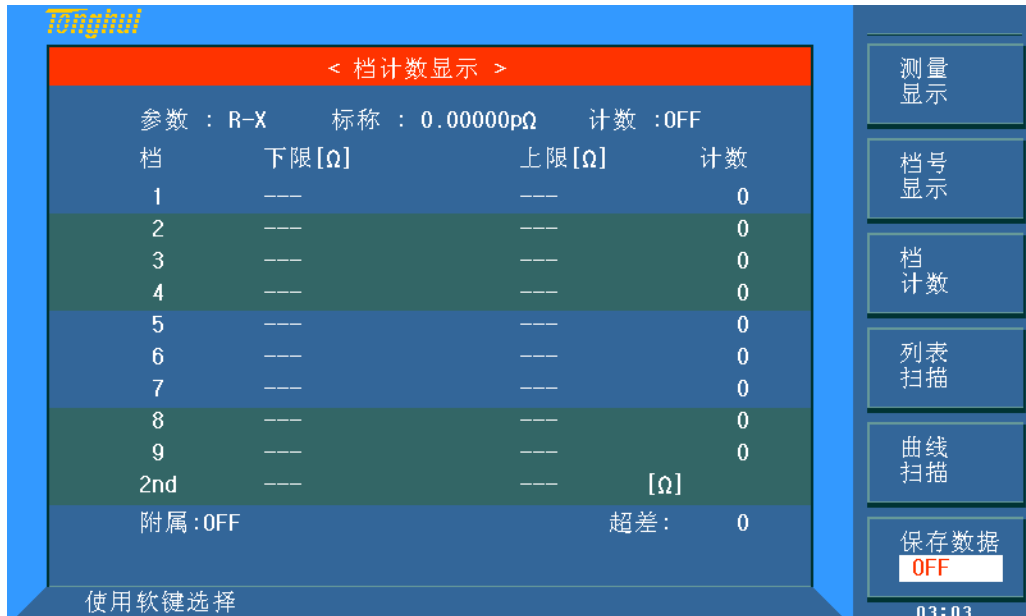 Tonghui
< 档计数显示 >
参数 : R-X 标称 : 0.00000pΩ 计数 :OFF
档 下限[Ω] 上限[Ω] 计数
1 --- --- 0
2 --- --- 0
3 --- --- 0
4 --- --- 0
5 --- --- 0
6 --- --- 0
7 --- --- 0
8 --- --- 0
9 --- --- 0
2nd --- --- [Ω]
附属:OFF 超差: 0
使用软键选择
测量
显示
档号
显示
档
计数
列表
扫描
曲线
扫描
保存数据
OFF
03:03